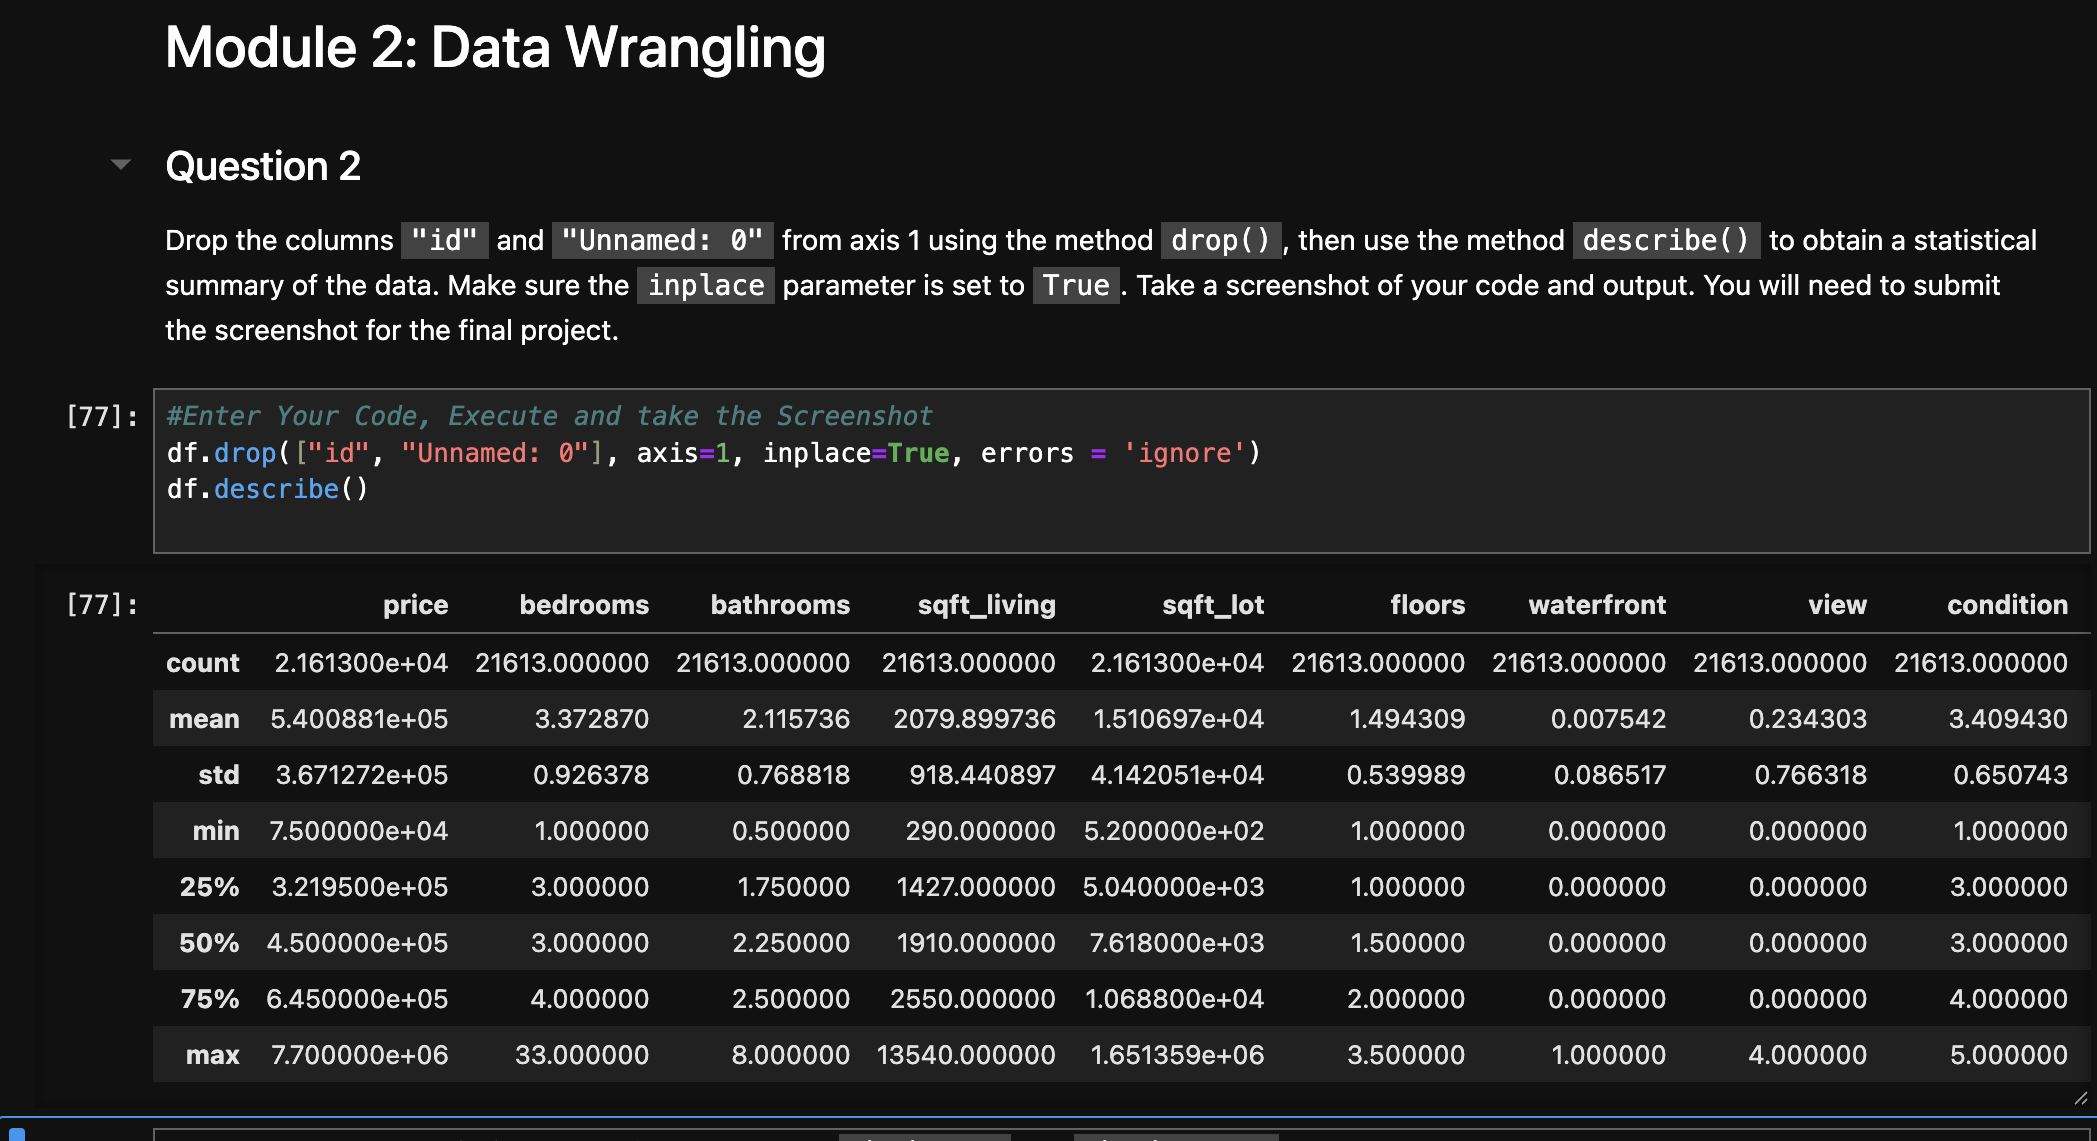 Module 2: Data Wrangling
Question 2
Drop the columns "id" and "Unnamed: 0" from axis 1 using the method drop(), then use the method describe() to obtain a statistical
summary of the data. Make sure the inplace parameter is set to True. Take a screenshot of your code and output. You will need to submit
the screenshot for the final project.
[77]: #Enter Your Code, Execute and take the Screenshot
df.drop(["id", "Unnamed: 0"], axis=1, inplace=True, errors = 'ignore')
df.describe()
[77]: price bedrooms bathrooms sqft_living sqft_lot floors waterfront view condition
count 2.161300e+04 21613.000000 21613.000000 21613.000000 2.161300e+04 21613.000000 21613.000000 21613.000000 21613.000000
mean 5.400881e+05 3.372870 2.115736 2079.899736 1.510697e+04 1.494309 0.007542 0.234303 3.409430
std 3.671272e+05 0.926378 0.768818 918.440897 4.142051e+04 0.539989 0.086517 0.766318 0.650743
min 7.500000e+04 1.000000 0.500000 290.000000 5.200000e+02 1.000000 0.000000 0.000000 1.000000
25% 3.219500e+05 3.000000 1.750000 1427.000000 5.040000e+03 1.000000 0.000000 0.000000 3.000000
50% 4.500000e+05 3.000000 2.250000 1910.000000 7.618000e+03 1.500000 0.000000 0.000000 3.000000
75% 6.450000e+05 4.000000 2.500000 2550.000000 1.068800e+04 2.000000 0.000000 0.000000 4.000000
max 7.700000e+06 33.000000 8.000000 13540.000000 1.651359e+06 3.500000 1.000000 4.000000 5.000000